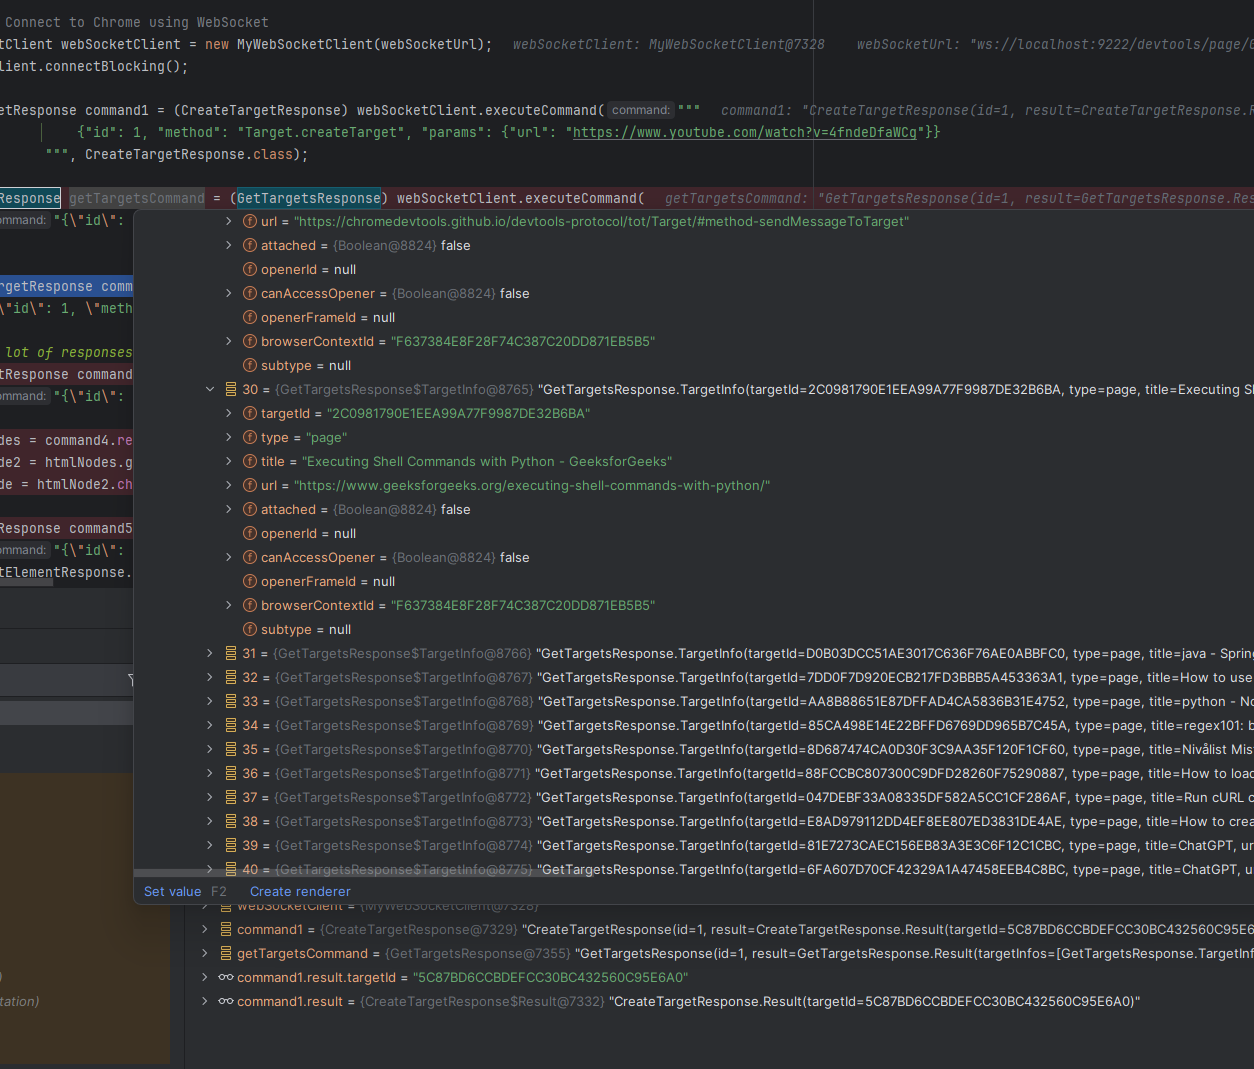 Connect to Chrome using WebSocket
tClient webSocketClient = new MyWebSocketClient(webSocketUrl);   webSocketClient: MyWebSocketClient@7328    webSocketUrl: "ws://localhost:9222/devtools/page/
lient.connectBlocking();
etResponse command1 = (CreateTargetResponse) webSocketClient.executeCommand( command: """   command1: "CreateTargetResponse(id=1, result=CreateTargetResponse.R
{"id": 1, "method": "Target.createTarget", "params": {"url": "https://www.youtube.com/watch?v=4fndeDfaWCg"}}
""", CreateTargetResponse.class);
Response getTargetsCommand = (GetTargetsResponse) webSocketClient.executeCommand(   getTargetsCommand: "GetTargetsResponse(id=1, result=GetTargetsResponse.Res
ommand: "{\"id\":
url = "https://chromedevtools.github.io/devtools-protocol/tot/Target/#method-sendMessageToTarget"
attached = {Boolean@8824} false
openerId = null
rgetResponse comm
canAccessOpener = {Boolean@8824} false
\"id\": 1, \"meth
openerFrameId = null
browserContextId = "F637384E8F28F74C387C20DD871EB5B5"
lot of responses
subtype = null
tResponse command
30 = {GetTargetsResponse$TargetInfo@8765} "GetTargetsResponse.TargetInfo(targetId=2C0981790E1EEA99A77F9987DE32B6BA, type=page, title=Executing S
ommand: "{\"id\":
targetId = "2C0981790E1EEA99A77F9987DE32B6BA"
des = command4.re
type = "page"
de2 = htmlNodes.g
title = "Executing Shell Commands with Python - GeeksforGeeks"
de = htmlNode2.ch
url = "https://www.geeksforgeeks.org/executing-shell-commands-with-python/"
attached = {Boolean@8824} false
Response command5
openerId = null
ommand: "{\"id\":
canAccessOpener = {Boolean@8824} false
tElementResponse.
openerFrameId = null
browserContextId = "F637384E8F28F74C387C20DD871EB5B5"
subtype = null
31 = {GetTargetsResponse$TargetInfo@8766} "GetTargetsResponse.TargetInfo(targetId=D0B03DCC51AE3017C636F76AE0ABBFC0, type=page, title=java - Spring
32 = {GetTargetsResponse$TargetInfo@8767} "GetTargetsResponse.TargetInfo(targetId=7DD0F7D920ECB217FD3BBB5A453363A1, type=page, title=How to use
33 = {GetTargetsResponse$TargetInfo@8768} "GetTargetsResponse.TargetInfo(targetId=AA8B88651E87DFFAD4CA5836B31E4752, type=page, title=python - No
34 = {GetTargetsResponse$TargetInfo@8769} "GetTargetsResponse.TargetInfo(targetId=85CA498E14E22BFFD6769DD965B7C45A, type=page, title=regex101: b
35 = {GetTargetsResponse$TargetInfo@8770} "GetTargetsResponse.TargetInfo(targetId=8D687474CA0D30F3C9AA35F120F1CF60, type=page, title=Nivålist Mis
36 = {GetTargetsResponse$TargetInfo@8771} "GetTargetsResponse.TargetInfo(targetId=88FCCBC807300C9DFD28260F75290887, type=page, title=How to loa
37 = {GetTargetsResponse$TargetInfo@8772} "GetTargetsResponse.TargetInfo(targetId=047DEBF33A08335DF582A5CC1CF286AF, type=page, title=Run cURL c
38 = {GetTargetsResponse$TargetInfo@8773} "GetTargetsResponse.TargetInfo(targetId=E8AD979112DD4EF8EE807ED3831DE4AE, type=page, title=How to crea
39 = {GetTargetsResponse$TargetInfo@8774} "GetTargetsResponse.TargetInfo(targetId=81E7273CAEC156EB83A3E3C6F12C1CBC, type=page, title=ChatGPT, ur
40 = {GetTargetsResponse$TargetInfo@8775} "GetTargetsResponse.TargetInfo(targetId=6FA607D70CF42329A1A47458EEB4C8BC, type=page, title=ChatGPT, u
Set value F2 Create renderer
webSocketClient = {MyWebSocketClient@7328}
command1 = {CreateTargetResponse@7329} "CreateTargetResponse(id=1, result=CreateTargetResponse.Result(targetId=5C87BD6CCBDEFCC30BC432560C95E6
getTargetsCommand = {GetTargetsResponse@7355} "GetTargetsResponse(id=1, result=GetTargetsResponse.Result(targetInfos=[GetTargetsResponse.TargetInf
)
command1.result.targetId = "5C87BD6CCBDEFCC30BC432560C95E6A0"
tation)
command1.result = {CreateTargetResponse$Result@7332} "CreateTargetResponse.Result(targetId=5C87BD6CCBDEFCC30BC432560C95E6A0)"